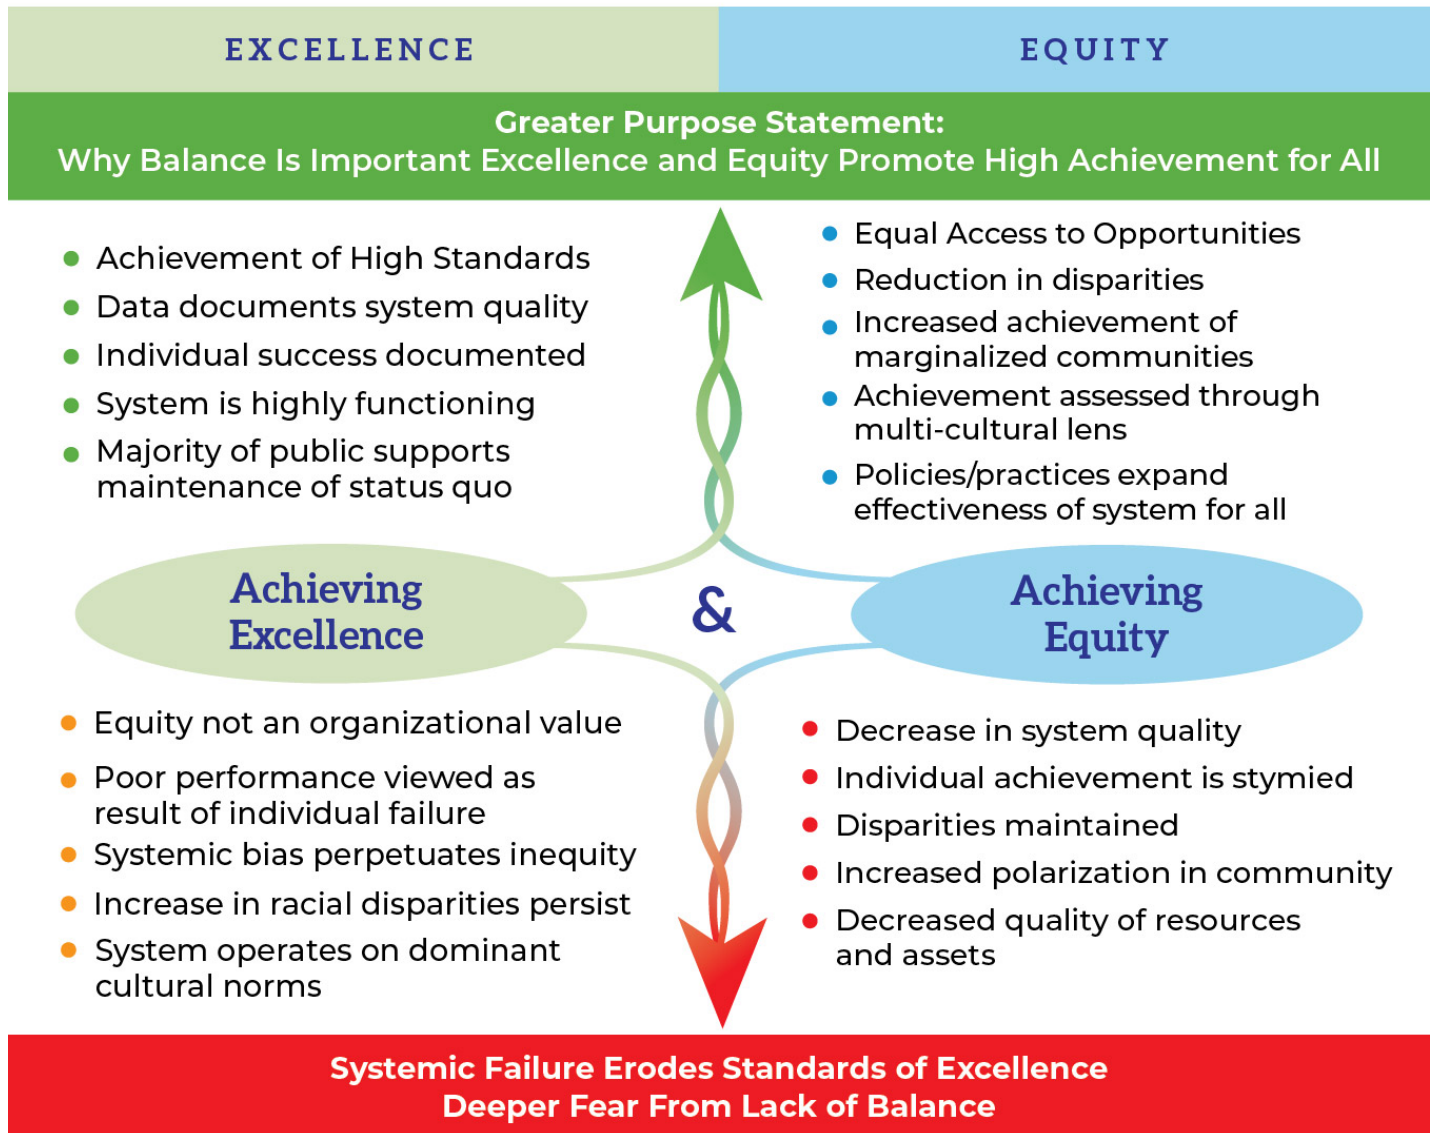 EXCELLENCE
EQUITY
Greater Purpose Statement:
Why Balance Is Important Excellence and Equity Promote High Achievement for All
Achievement of High Standards
Data documents system quality
Individual success documented
System is highly functioning
Majority of public supports
maintenance of status quo
Equal Access to Opportunities
Reduction in disparities
Increased achievement of
marginalized communities
Achievement assessed through
multi-cultural lens
Policies/practices expand
effectiveness of system for all
Achieving
Excellence
&
Achieving
Equity
Equity not an organizational value
Poor performance viewed as
result of individual failure
Systemic bias perpetuates inequity
Increase in racial disparities persist
System operates on dominant
cultural norms
Decrease in system quality
Individual achievement is stymied
Disparities maintained
Increased polarization in community
Decreased quality of resources
and assets
Systemic Failure Erodes Standards of Excellence
Deeper Fear From Lack of Balance